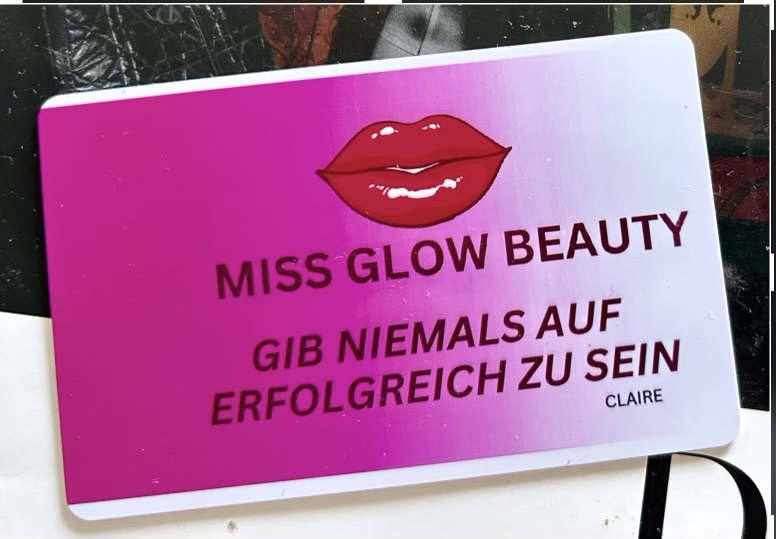 MISS GLOW BEAUTY
GIB NIEMALS AUF
ERFOLGREICH ZU SEIN
CLAIRE